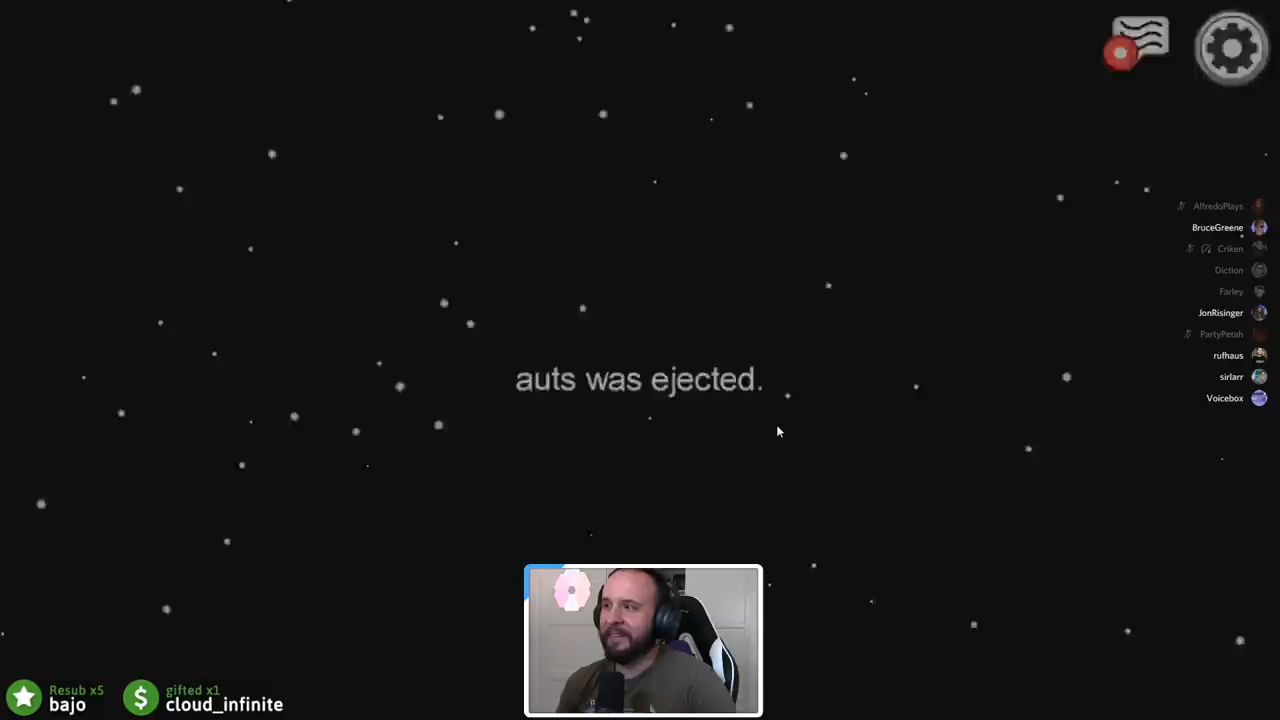 AlfredoPlays
BruceGreene
Criken
Diction
Farley
JonRisinger
PartyPetah
rufhaus
sirlarr
Voicebox
auts was ejected.
Resub x5
bajo
gifted x1
cloud_infinite